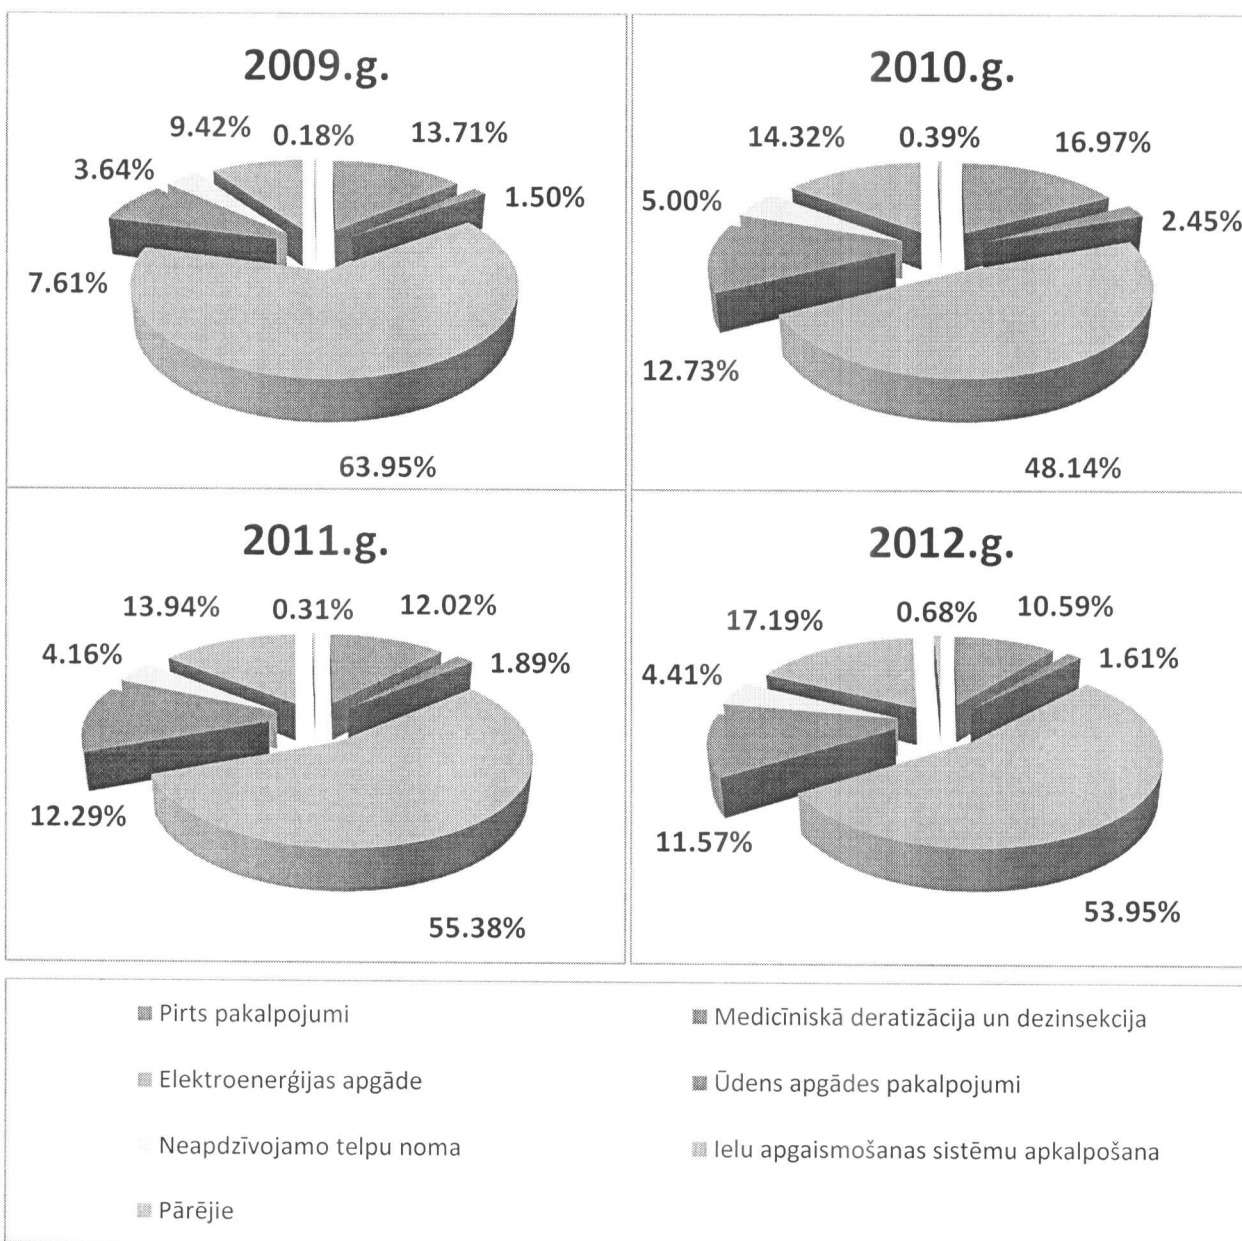 2009.g.
9.42% 0.18% 13.71%
3.64%
1.50%
7.61%
63.95%
2010.g.
14.32% 0.39% 16.97%
5.00%
2.45%
12.73%
48.14%
2011.g.
13.94% 0.31% 12.02%
4.16%
1.89%
12.29%
55.38%
2012.g.
17.19% 0.68% 10.59%
4.41%
1.61%
11.57%
53.95%
Pirts pakalpojumi
Medicīniskā deratizācija un dezinsekcija
Elektroenerģijas apgāde
Ūdens apgādes pakalpojumi
Neapdzīvojamo telpu noma
Ielu apgaismošanas sistēmu apkalpošana
Pārējie